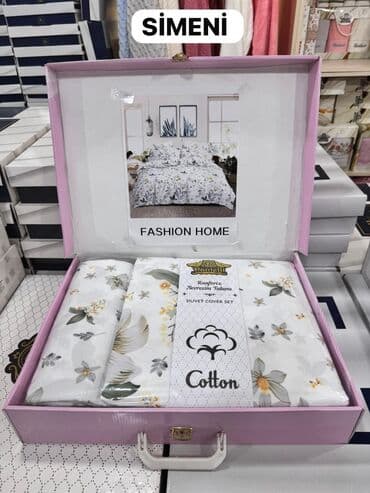 SİMENİ
FASHION HOME
Ranforce
Nevresim Takımı
DUVET COVER SET
Cotton